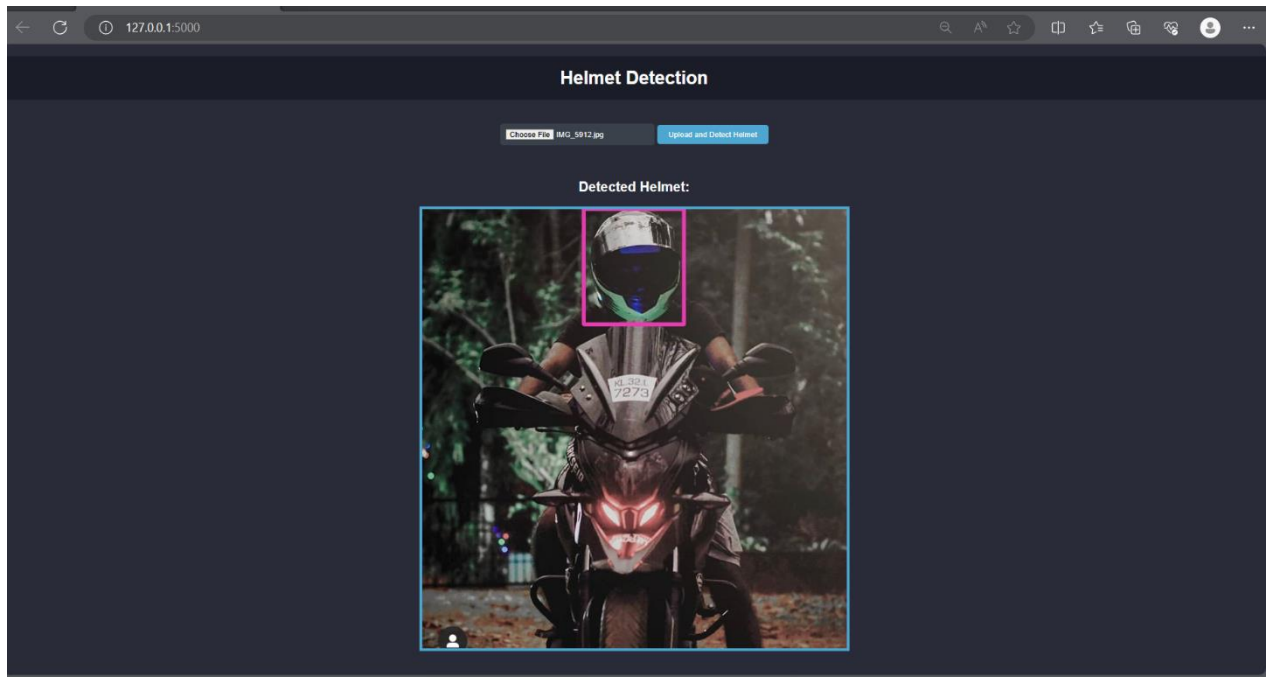 127.0.0.1:5000
Helmet Detection
Choose File IMG_5912.jpg Upload and Detect Helmet
Detected Helmet:
KL 32 L
7273